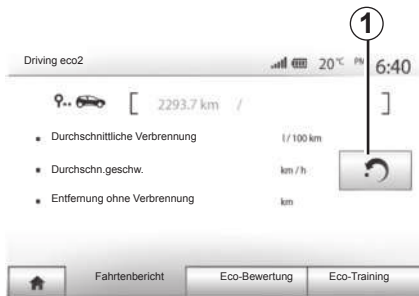 1
Driving eco2 20°C PM 6:40
[ 2293.7 km / ]
Durchschnittliche Verbrennung l/100 km
Durchschn.geschw. km/h
Entfernung ohne Verbrennung km
Fahrtenbericht Eco-Bewertung Eco-Training